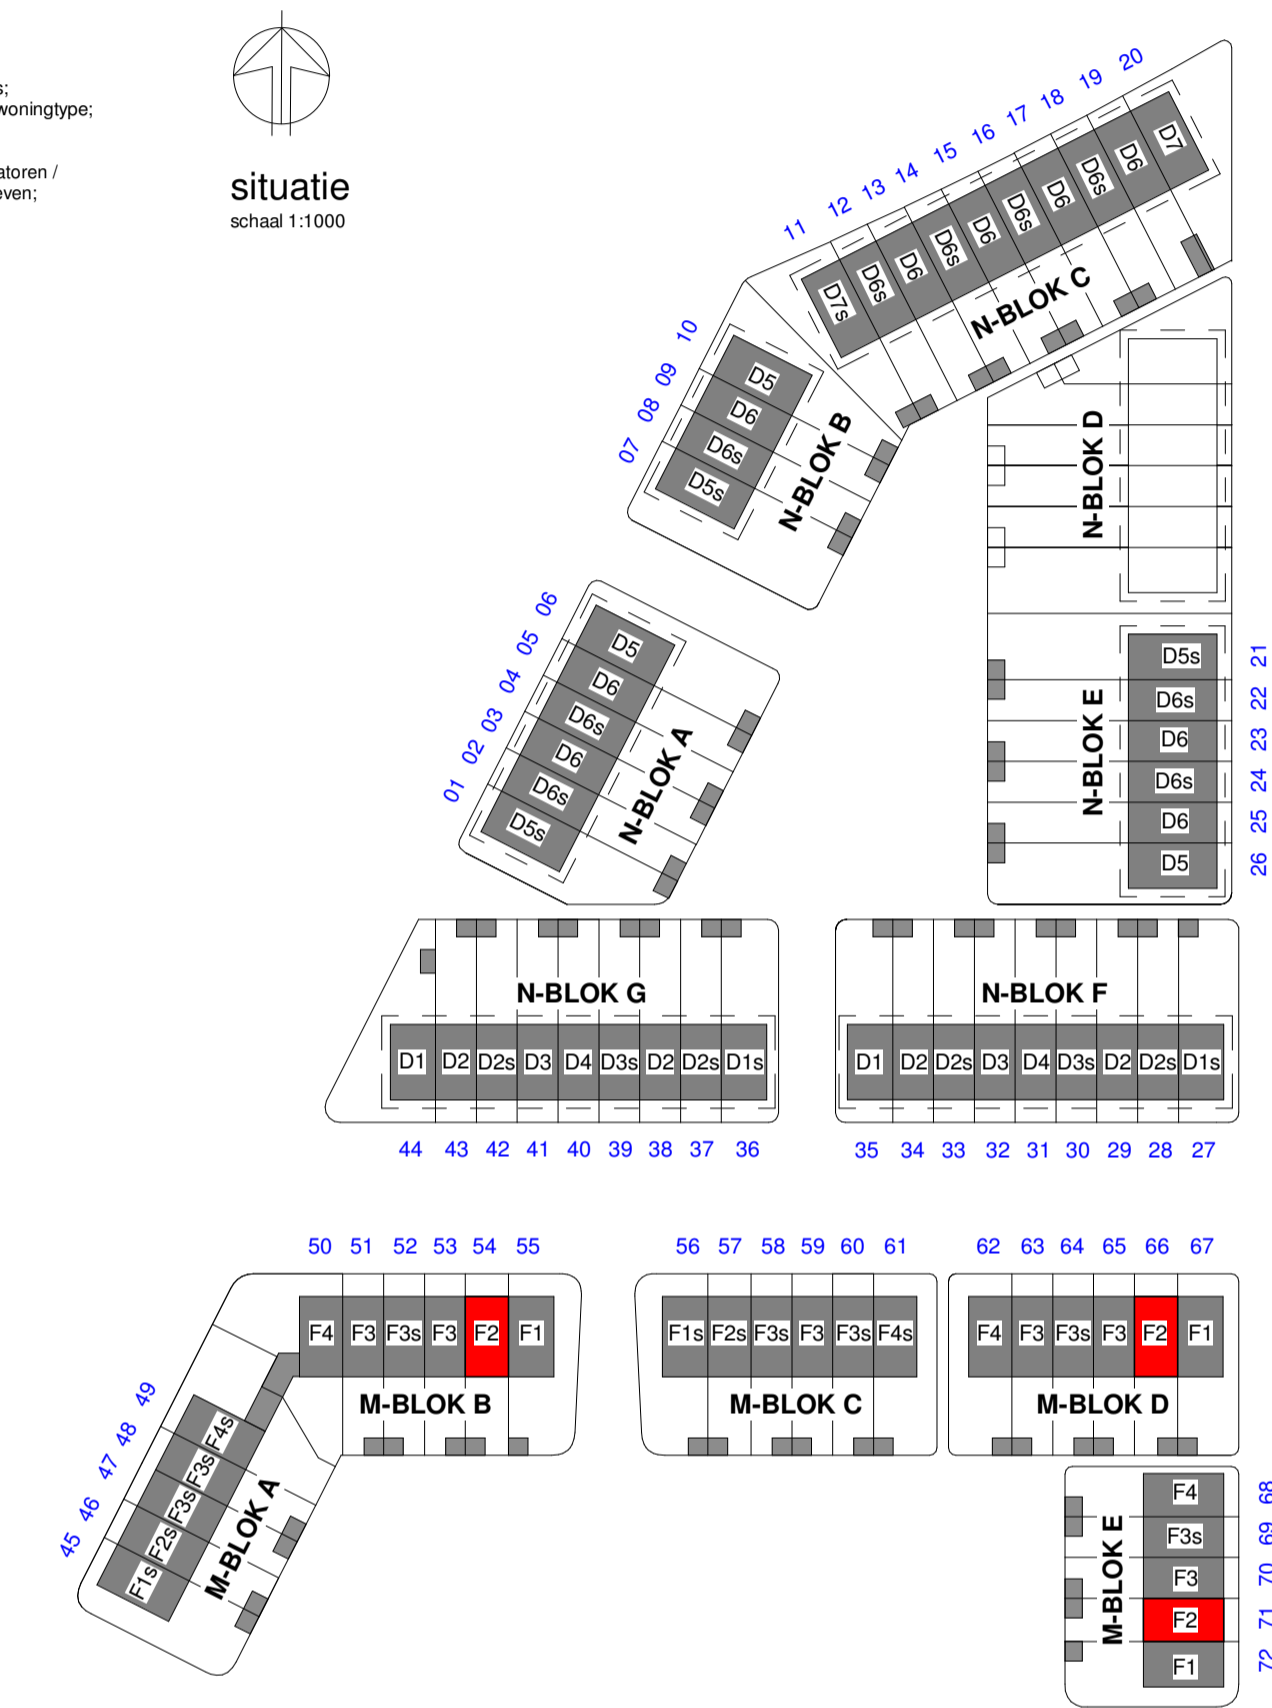 s;
woningtype;
atoren /
even;
situatie
schaal 1:1000
11 12 13 14 15 16 17 18 19 20
D7s D6s D6 D6s D6 D6s D6 D6s D6 D7
N-BLOK C
07 08 09 10
D5
D6
D6s
D5s
N-BLOK B
N-BLOK D
01 02 03 04 05 06
D5
D6
D6s
D6
D6s
D5s
N-BLOK A
N-BLOK E
D5s 21
D6s 22
D6 23
D6s 24
D6 25
D5 26
N-BLOK G
D1 D2 D2s D3 D4 D3s D2 D2s D1s
44 43 42 41 40 39 38 37 36
N-BLOK F
D1 D2 D2s D3 D4 D3s D2 D2s D1s
35 34 33 32 31 30 29 28 27
50 51 52 53 54 55
F4 F3 F3s F3 F2 F1
M-BLOK B
56 57 58 59 60 61
F1s F2s F3s F3 F3s F4s
M-BLOK C
62 63 64 65 66 67
F4 F3 F3s F3 F2 F1
M-BLOK D
45 46 47 48 49
F1s F2s F3s F3s F4s
M-BLOK A
M-BLOK E
F4 68
F3s 69
F3 70
F2 71
F1 72